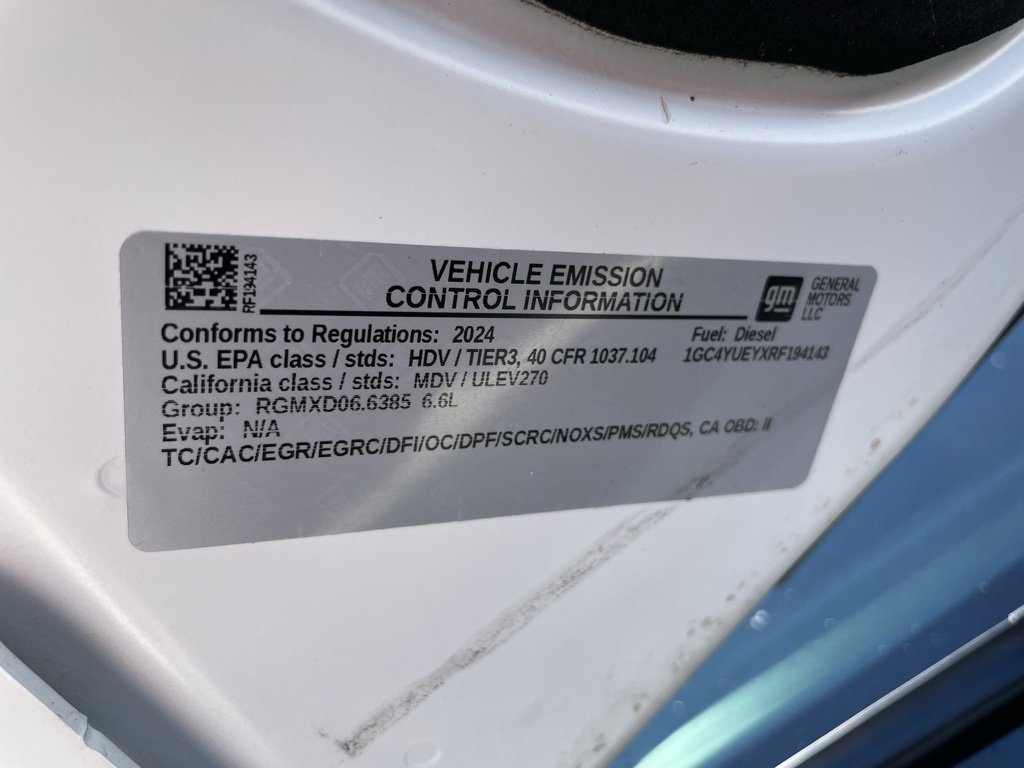 RF194143
VEHICLE EMISSION
CONTROL INFORMATION
gm
GENERAL
MOTORS
LLC
Conforms to Regulations: 2024
Fuel: Diesel
U.S. EPA class / stds: HDV / TIER3, 40 CFR 1037.104
1GC4YUEYXRF194143
California class / stds: MDV / ULEV270
Group: RGMXD06.6385 6.6L
Evap: N/A
TC/CAC/EGR/EGRC/DFI/OC/DPF/SCRC/NOXS/PMS/RDQS, CA OBD: II